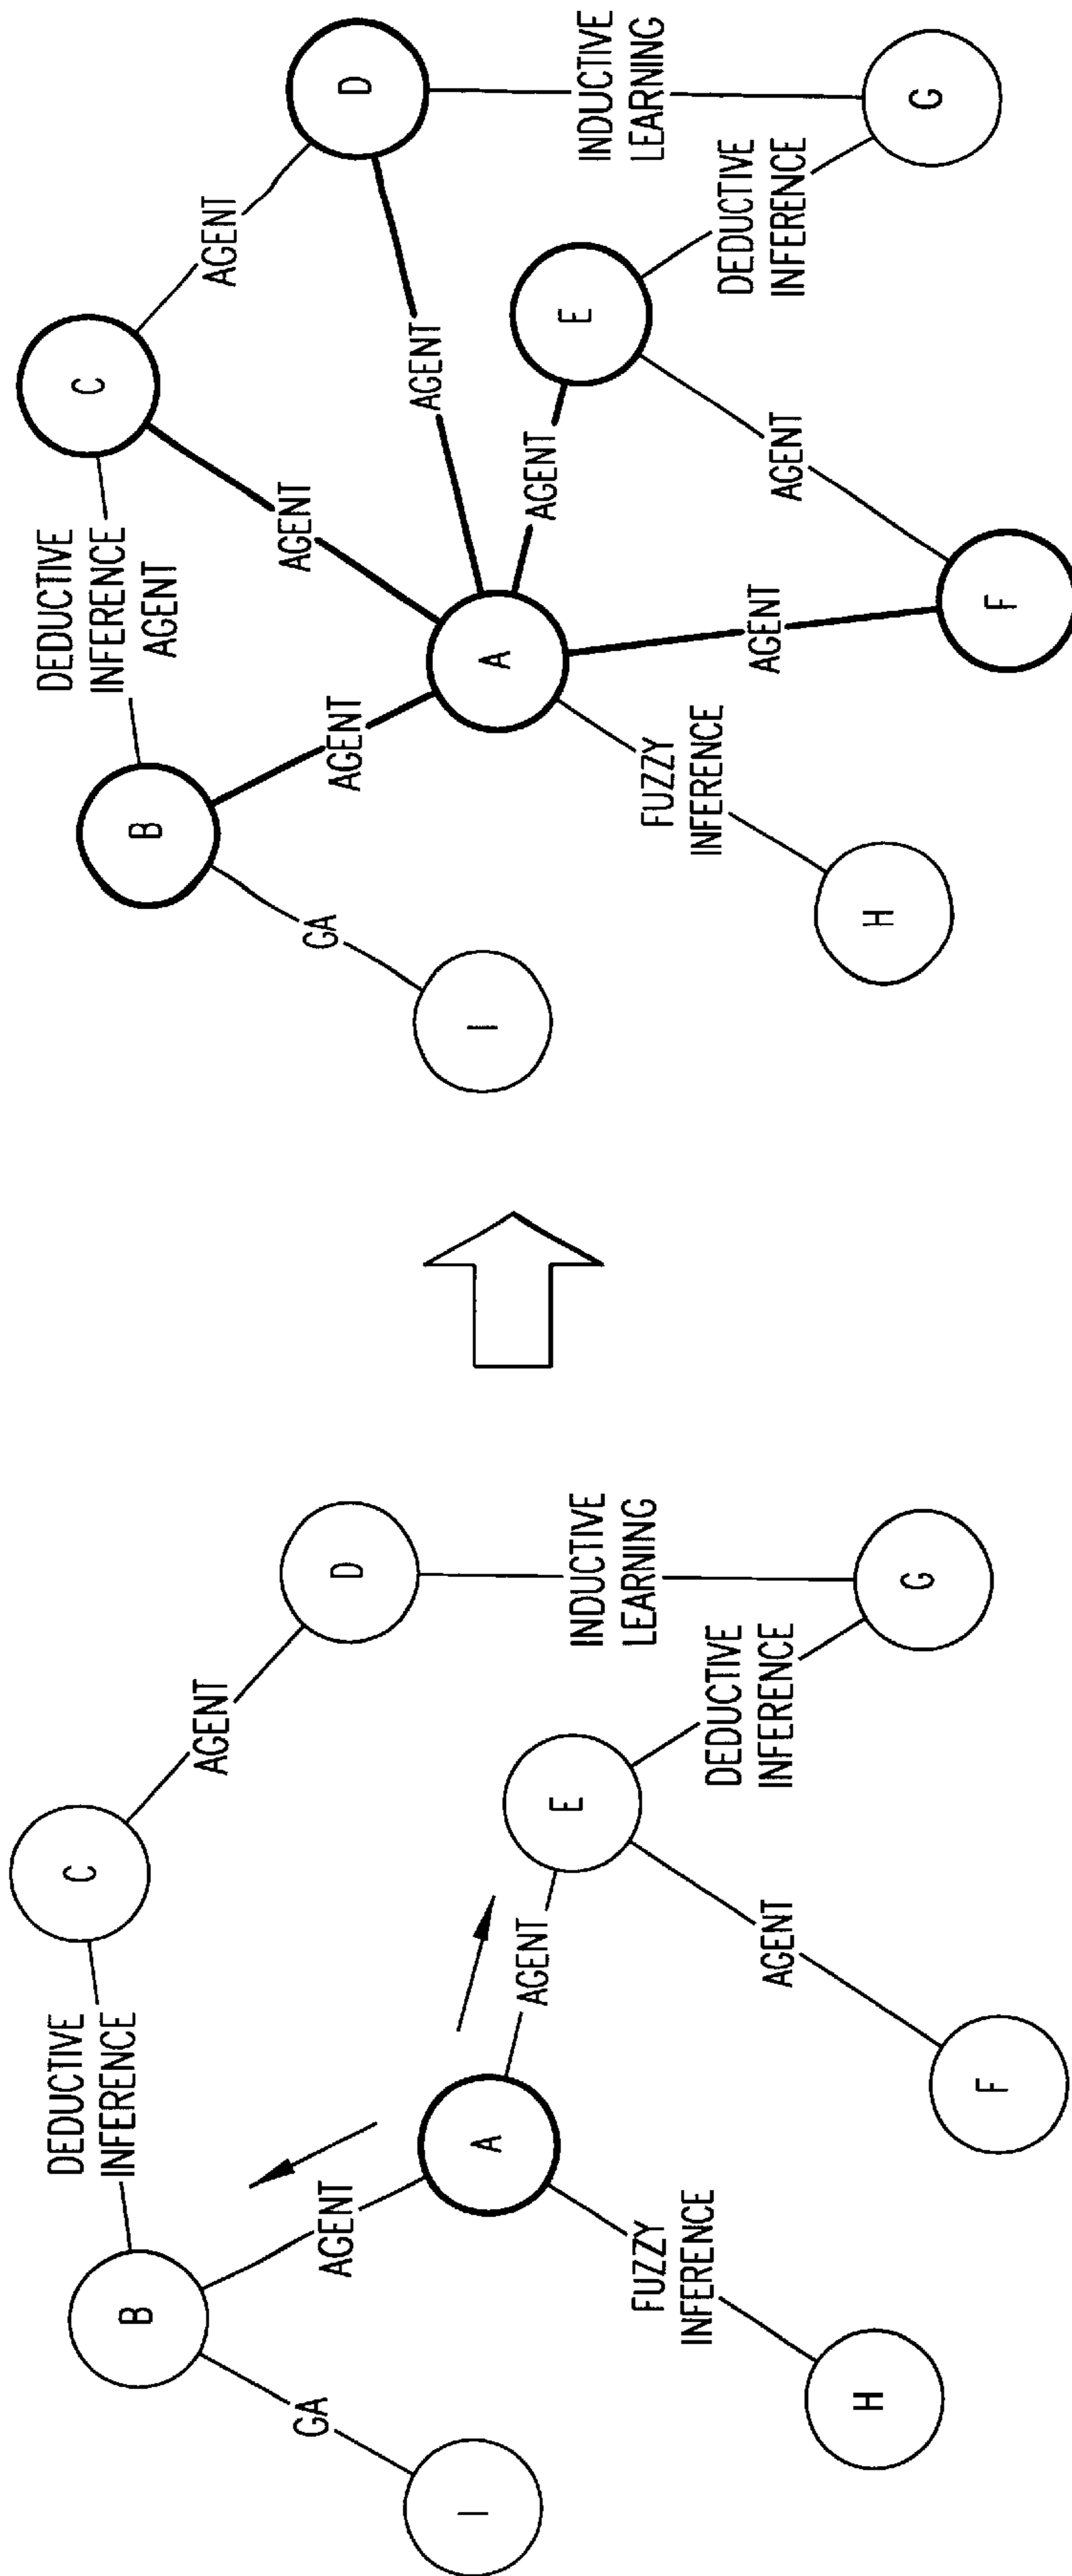 B
DEDUCTIVE
INFERENCE
C
AGENT
D
GA
I
AGENT
A
AGENT
E
FUZZY
INFERENCE
H
AGENT
F
DEDUCTIVE
INFERENCE
INDUCTIVE
LEARNING
G
B
DEDUCTIVE
INFERENCE
AGENT
C
AGENT
D
GA
I
AGENT
AGENT
AGENT
A
AGENT
E
FUZZY
INFERENCE
H
AGENT
AGENT
F
DEDUCTIVE
INFERENCE
INDUCTIVE
LEARNING
G